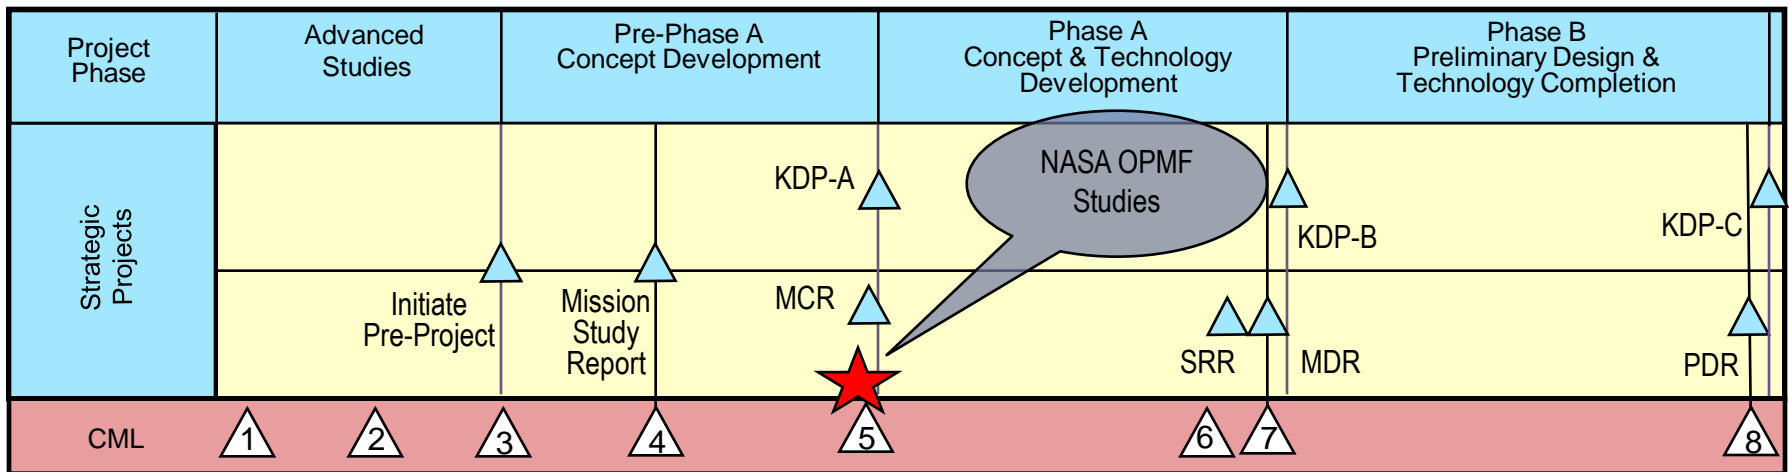 Project
Phase
Advanced
Studies
Pre-Phase A
Concept Development
Phase A
Concept & Technology
Development
Phase B
Preliminary Design &
Technology Completion
Strategic
Projects
KDP-A
NASA OPMF
Studies
KDP-B
KDP-C
Initiate
Pre-Project
Mission
Study
Report
MCR
SRR
MDR
PDR
CML
1
2
3
4
5
6
7
8